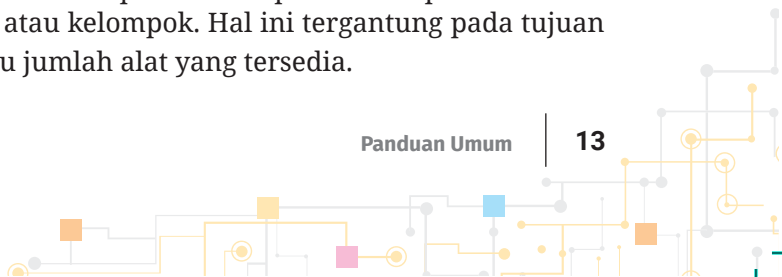 atau kelompok. Hal ini tergantung pada tujuan
u jumlah alat yang tersedia.
Panduan Umum 13